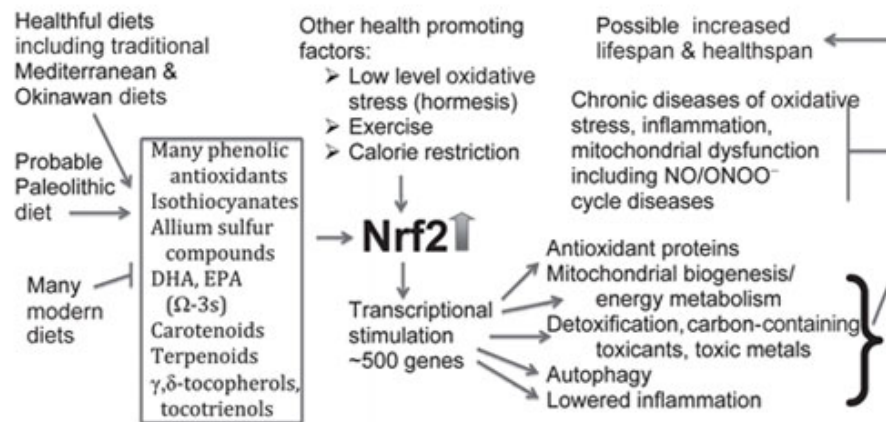 Healthful diets
including traditional
Mediterranean &
Okinawan diets
Probable
Paleolithic
diet
Many
modern
diets
Many phenolic
antioxidants
Isothiocyanates
Allium sulfur
compounds
DHA, EPA
(Ω-3s)
Carotenoids
Terpenoids
γ,δ-tocopherols,
tocotrienols
Other health promoting
factors:
➢ Low level oxidative
stress (hormesis)
➢ Exercise
➢ Calorie restriction
Nrf2
Transcriptional
stimulation
~500 genes
Possible increased
lifespan & healthspan
Chronic diseases of oxidative
stress, inflammation,
mitochondrial dysfunction
including NO/ONOO⁻
cycle diseases
Antioxidant proteins
Mitochondrial biogenesis/
energy metabolism
Detoxification, carbon-containing
toxicants, toxic metals
Autophagy
Lowered inflammation